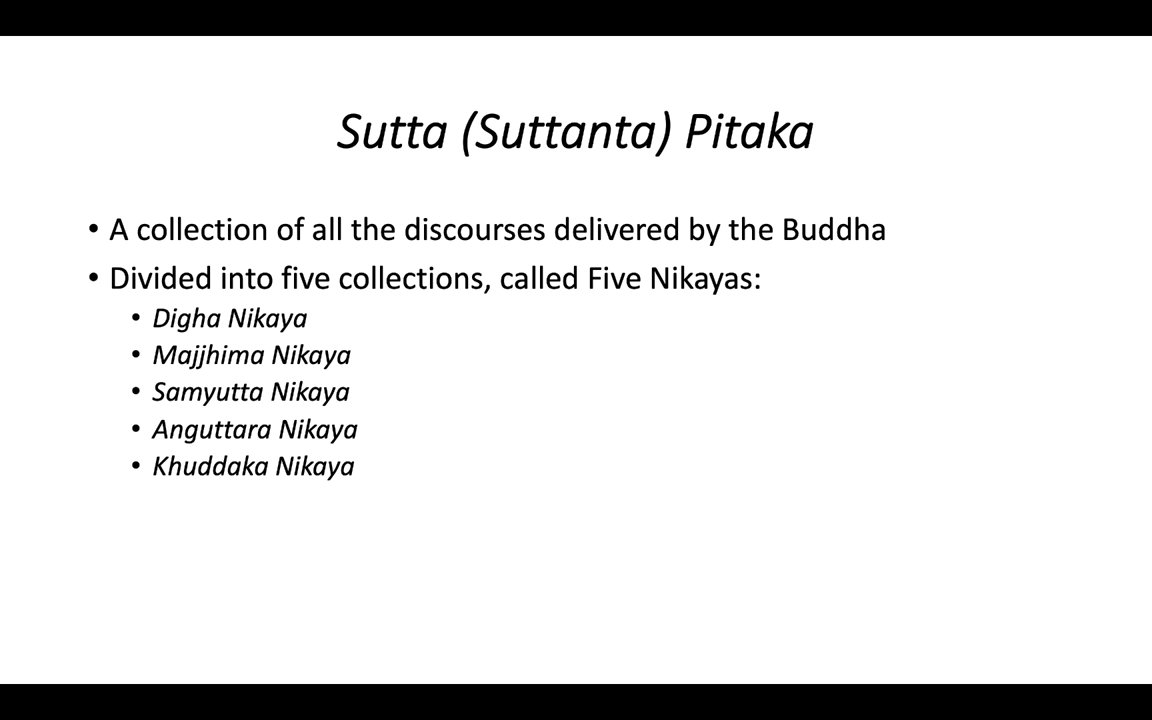 Sutta (Suttanta) Pitaka
• A collection of all the discourses delivered by the Buddha
• Divided into five collections, called Five Nikayas:
• Digha Nikaya
• Majjhima Nikaya
• Samyutta Nikaya
• Anguttara Nikaya
• Khuddaka Nikaya